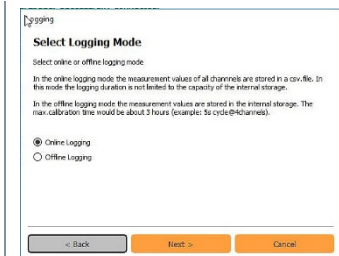 Logging
Select Logging Mode
Select online or offline logging mode
In the online logging mode the measurement values of all channels are stored in a csv.file. In
this mode the logging duration is not limited to the capacity of the internal storage.
In the offline logging mode the measurement values are stored in the internal storage. The
max.calibration time would be about 3 hours (example: 5s cycle@4channels).
Online Logging
Offline Logging
< Back
Next >
Cancel